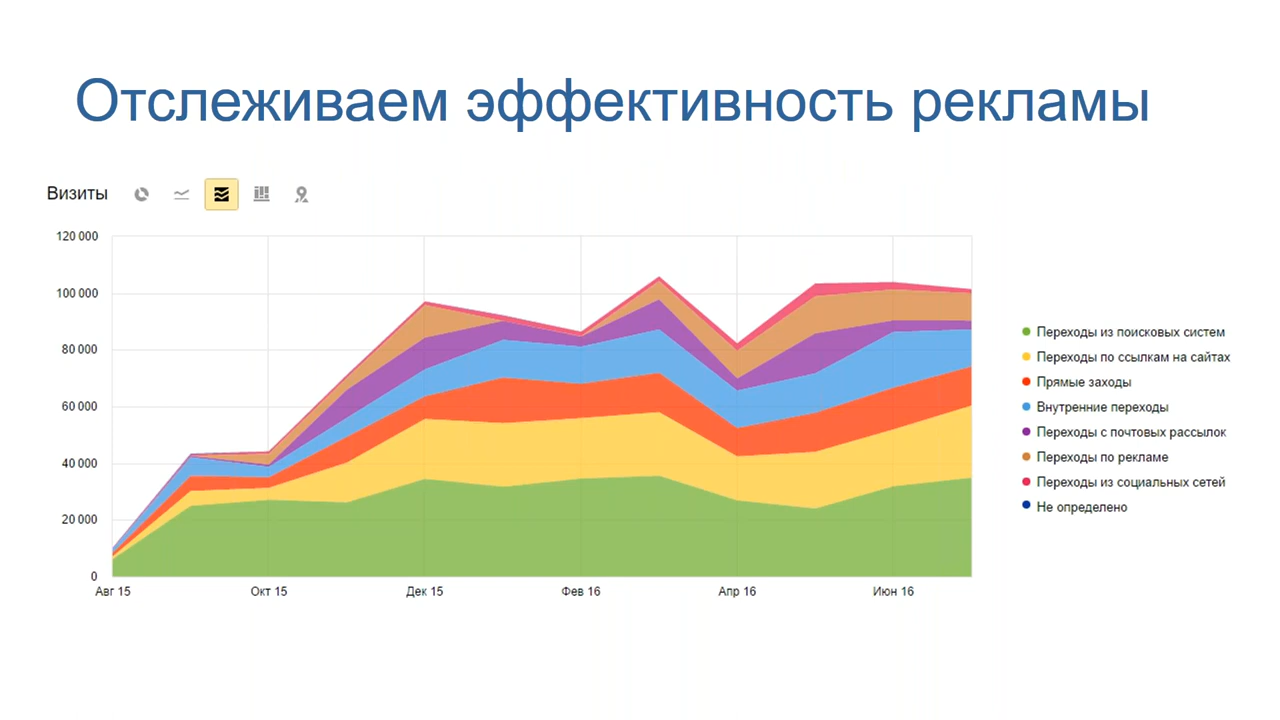 Отслеживаем эффективность рекламы
Визиты
120 000
100 000
80 000
60 000
40 000
20 000
0
Авг 15
Окт 15
Дек 15
Фев 16
Апр 16
Июн 16
Переходы из поисковых систем
Переходы по ссылкам на сайтах
Прямые заходы
Внутренние переходы
Переходы с почтовых рассылок
Переходы по рекламе
Переходы из социальных сетей
Не определено